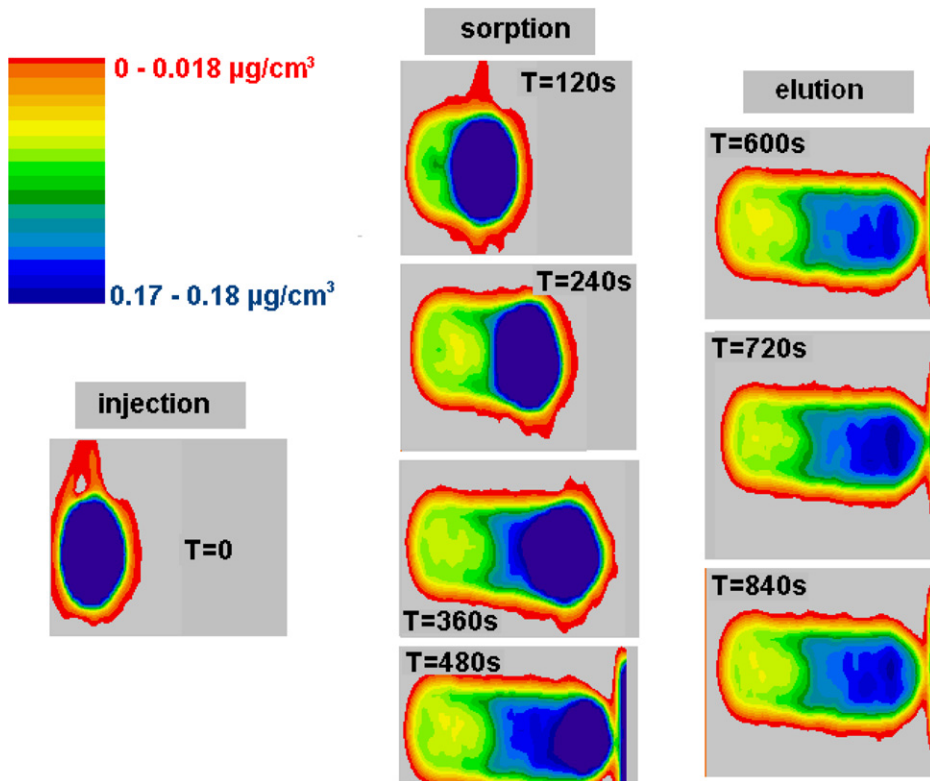 0 - 0.018 µg/cm³
0.17 - 0.18 µg/cm³
injection
T=0
sorption
T=120s
T=240s
T=360s
T=480s
elution
T=600s
T=720s
T=840s